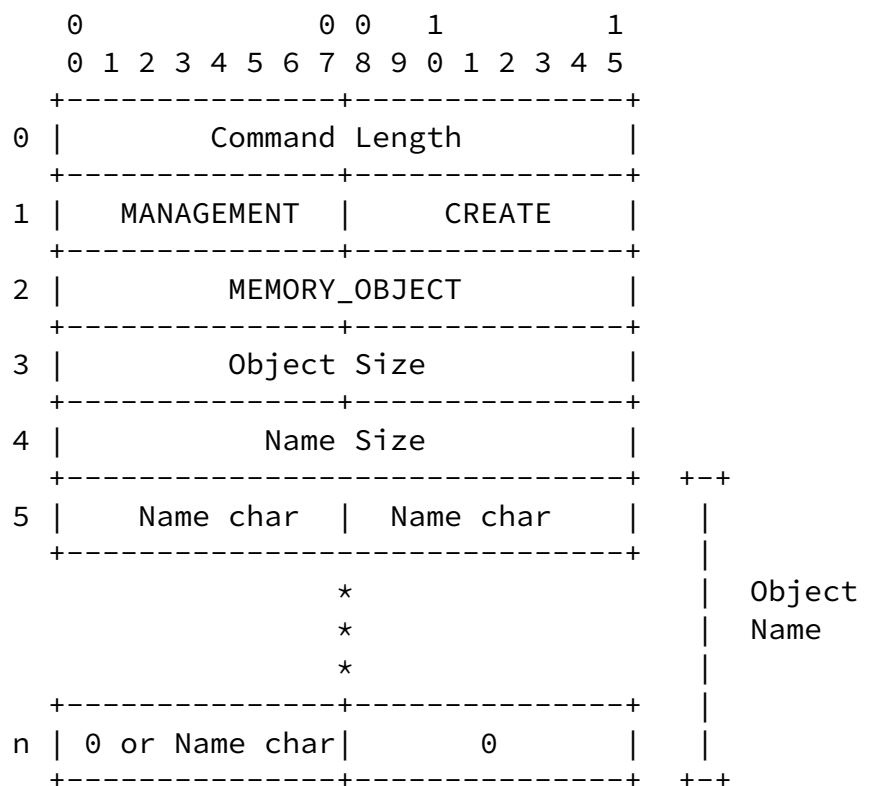 0             0 0   1         1
   0 1 2 3 4 5 6 7 8 9 0 1 2 3 4 5
  +---------------+---------------+
0 |        Command Length         |
  +---------------+---------------+
1 |   MANAGEMENT  |     CREATE    |
  +---------------+---------------+
2 |         MEMORY_OBJECT         |
  +---------------+---------------+
3 |         Object Size           |
  +---------------+---------------+
4 |           Name Size           |
  +-------------------------------+  +-+
5 |    Name char  |  Name char    |   |
  +-------------------------------+   |
                  *                   |  Object
                  *                   |  Name
                  *                   |
  +---------------+---------------+   |
n | 0 or Name char|       0       |   |
  +---------------+---------------+  +-+